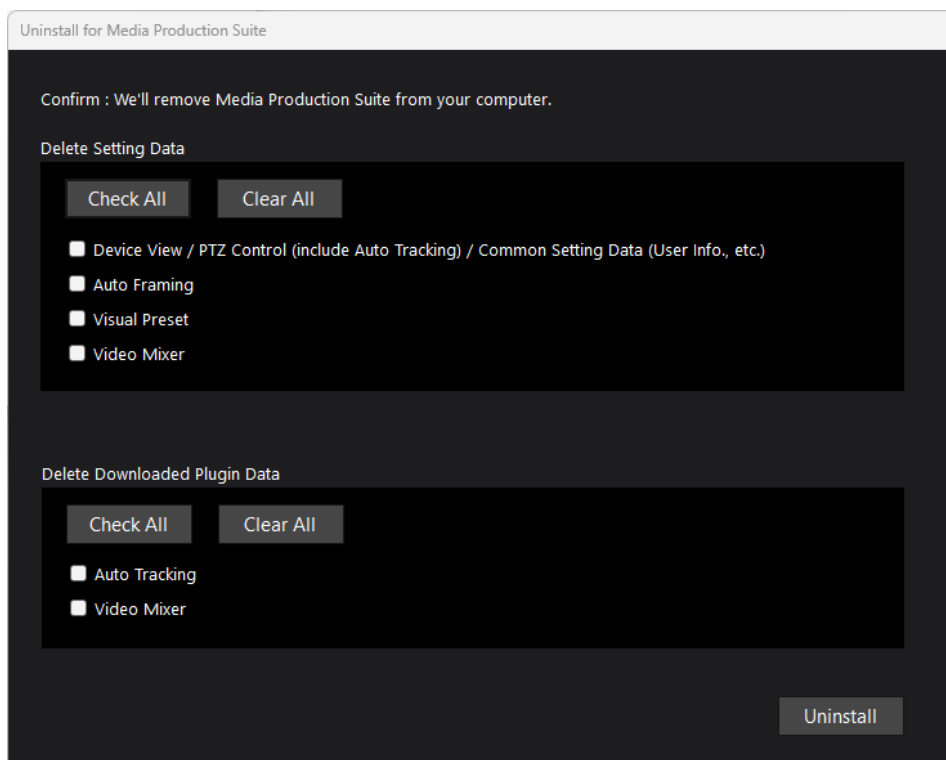 Uninstall for Media Production Suite
Confirm : We'll remove Media Production Suite from your computer.
Delete Setting Data
Check All Clear All
Device View / PTZ Control (include Auto Tracking) / Common Setting Data (User Info., etc.)
Auto Framing
Visual Preset
Video Mixer
Delete Downloaded Plugin Data
Check All Clear All
Auto Tracking
Video Mixer
Uninstall